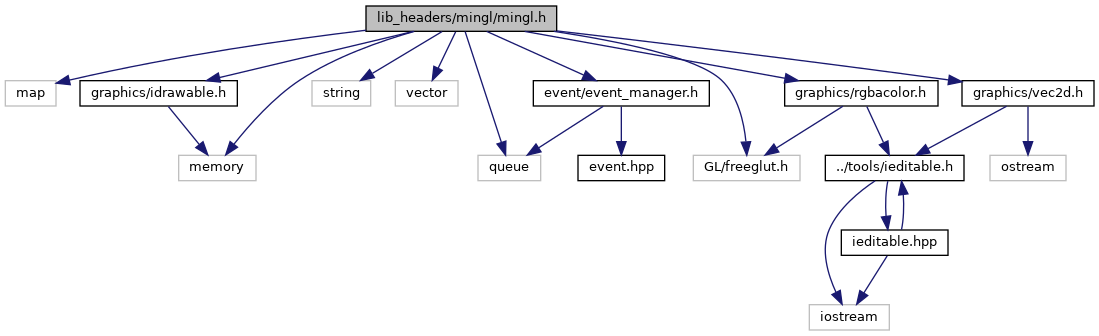 lib_headers/mingl/mingl.h
map
graphics/idrawable.h
string
vector
event/event_manager.h
graphics/rgbacolor.h
graphics/vec2d.h
memory
queue
event.hpp
GL/freeglut.h
../tools/ieditable.h
ostream
ieditable.hpp
iostream